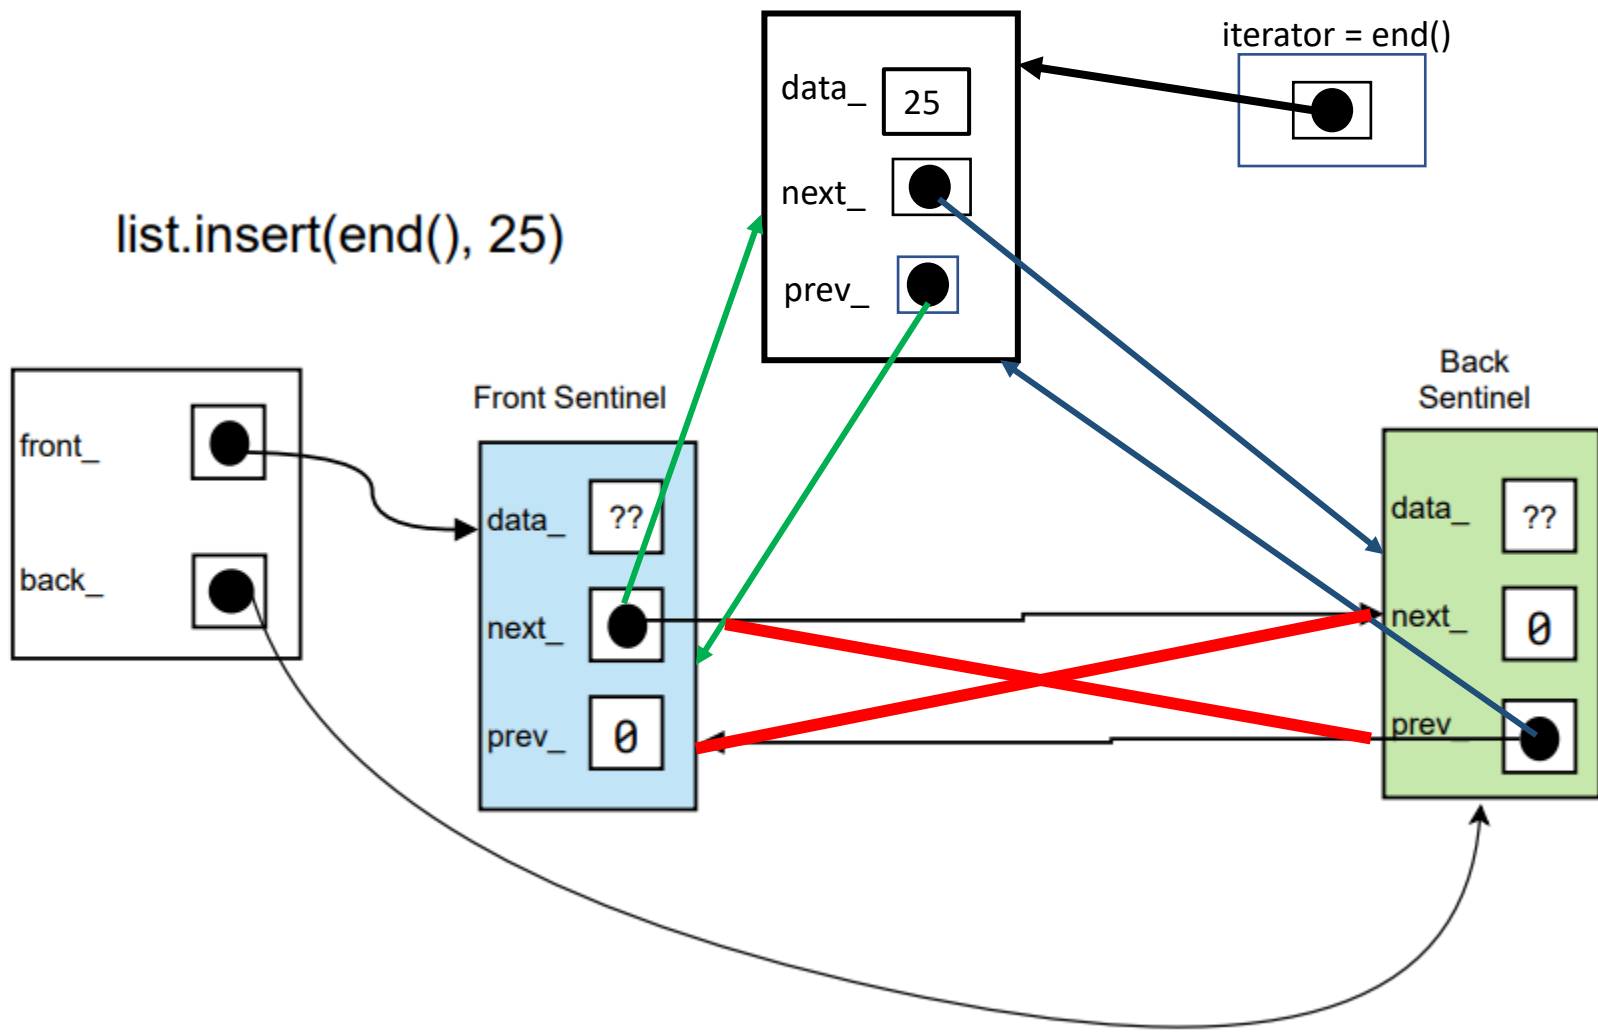 iterator = end()
data_ 25
next_
prev_
list.insert(end(), 25)
front_
back_
Front Sentinel
data_ ??
next_
prev_ 0
Back
Sentinel
data_ ??
next_ 0
prev_